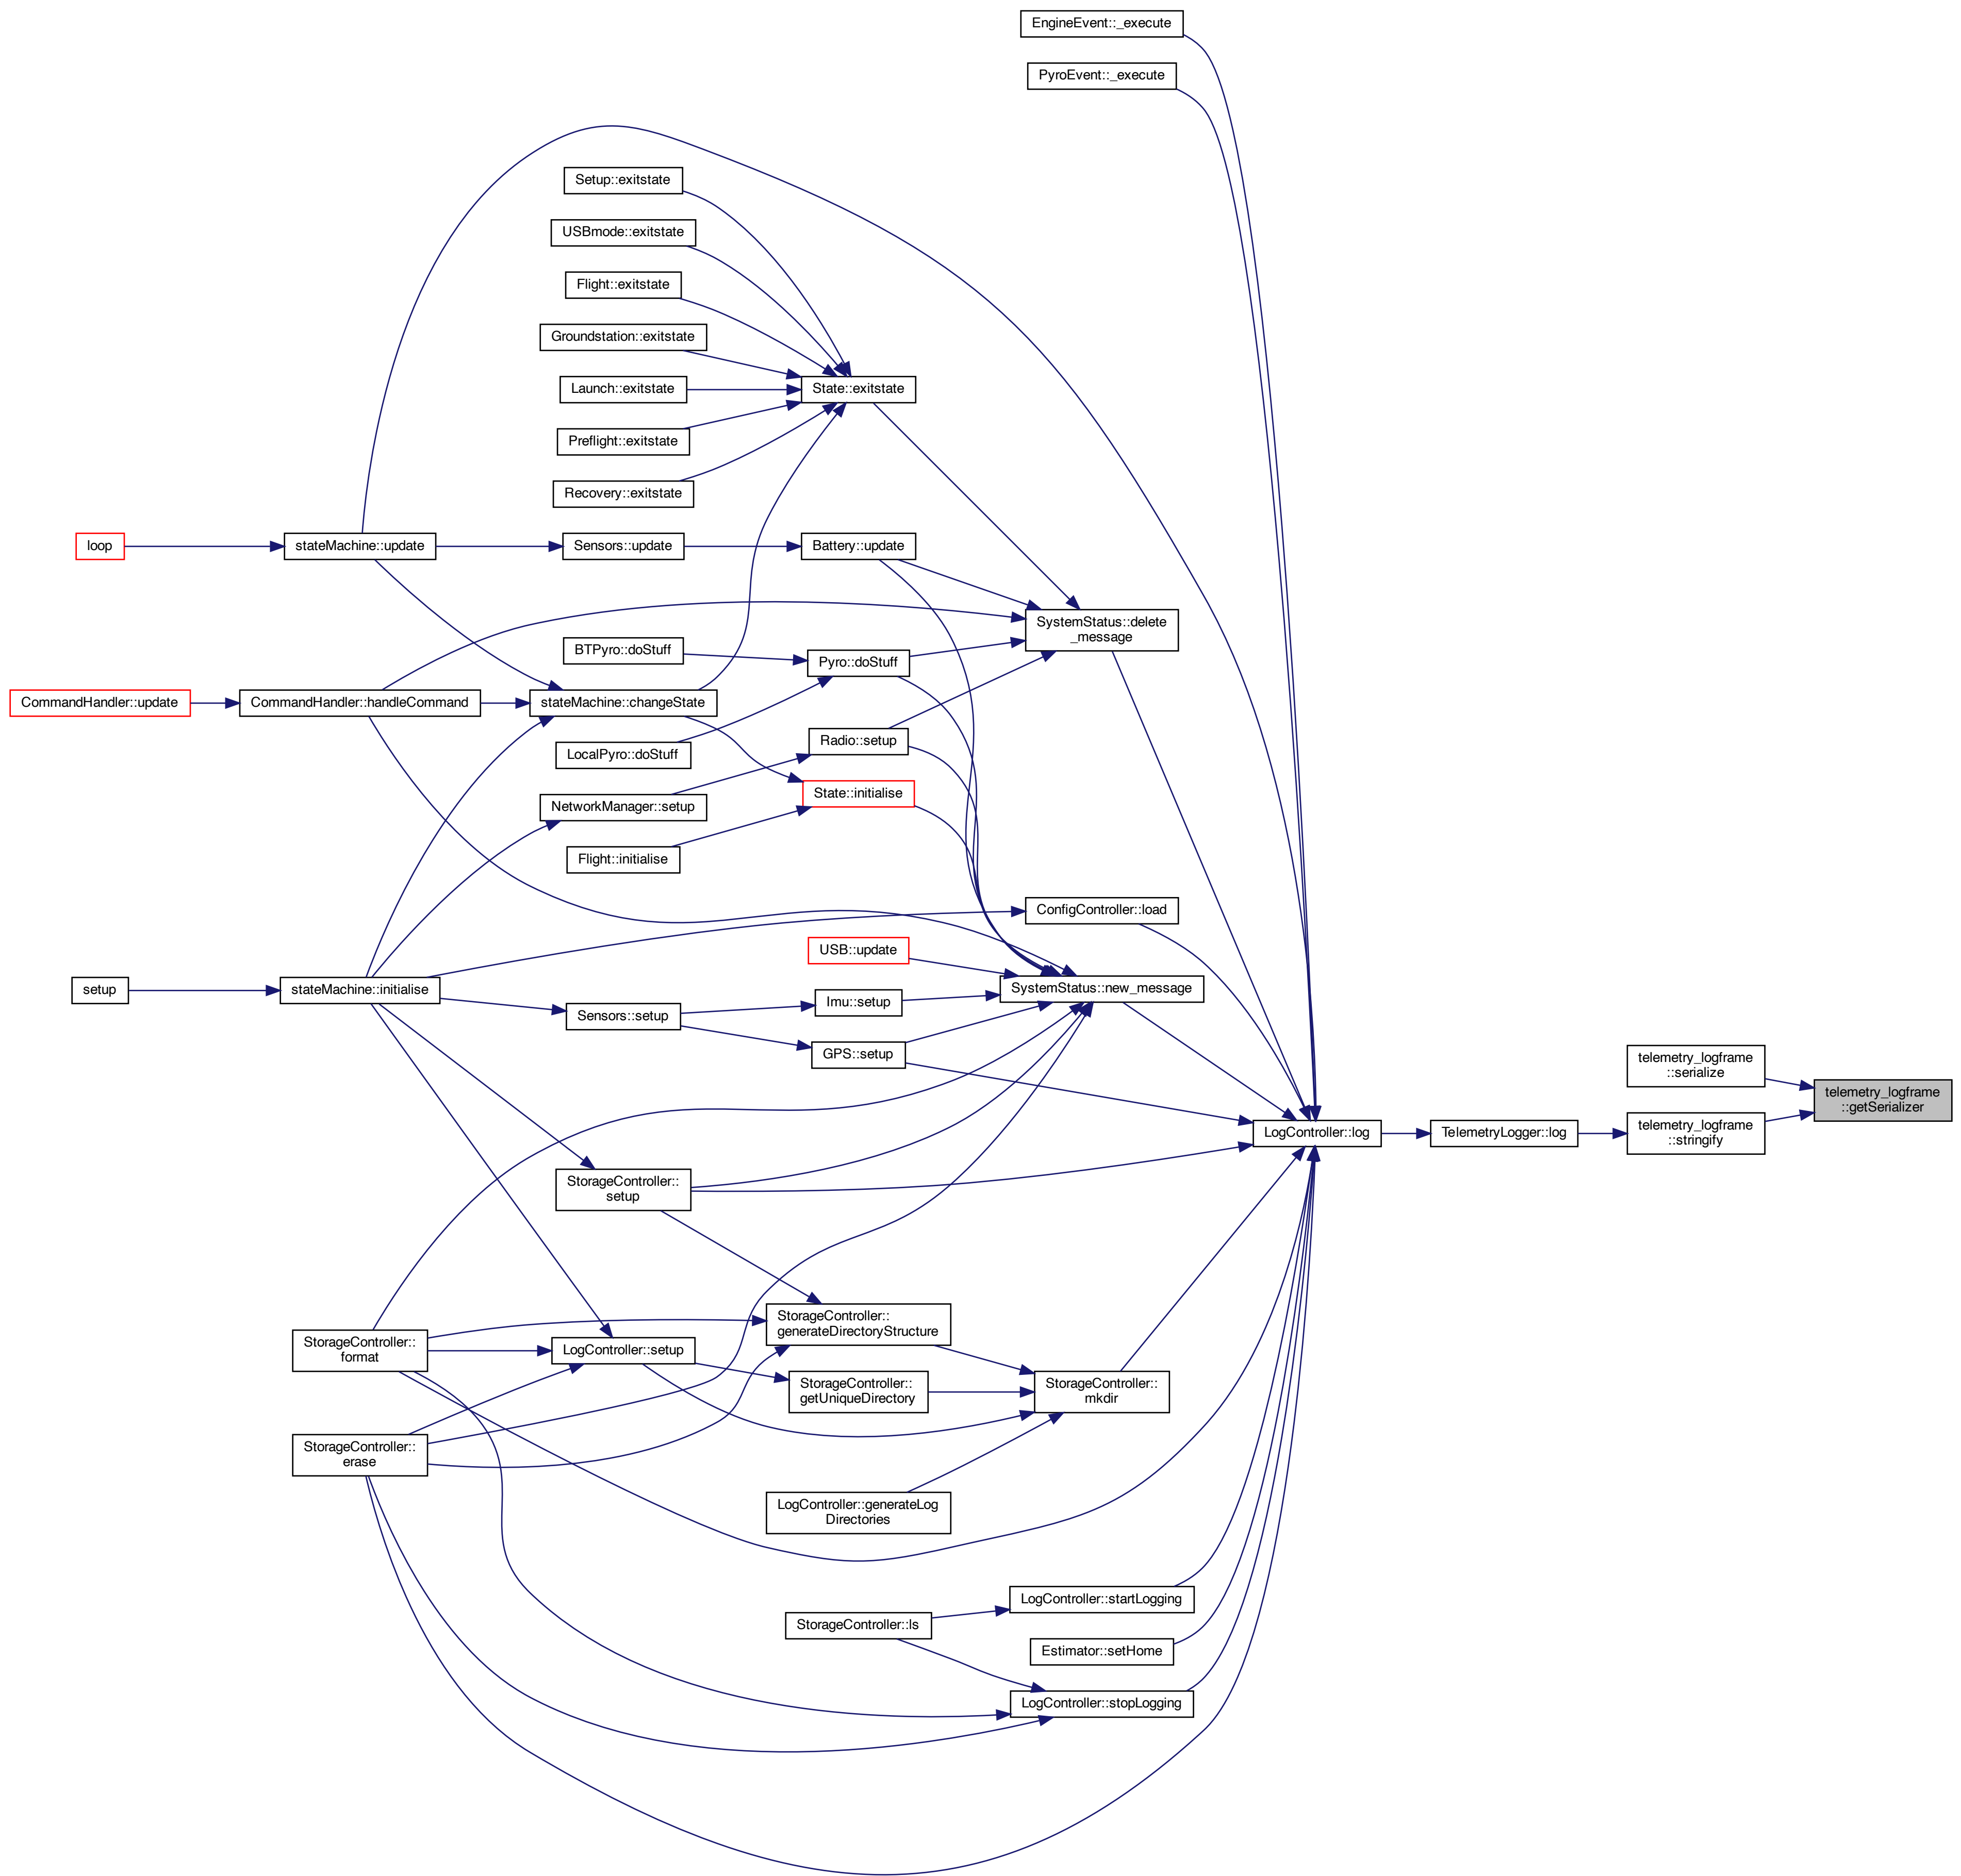 EngineEvent::_execute
PyroEvent::_execute
Setup::exitstate
USBmode::exitstate
Flight::exitstate
Groundstation::exitstate
State::exitstate
Launch::exitstate
Preflight::exitstate
Recovery::exitstate
loop
stateMachine::update
Sensors::update
Battery::update
SystemStatus::delete
_message
BTPyro::doStuff
Pyro::doStuff
CommandHandler::update
CommandHandler::handleCommand
stateMachine::changeState
LocalPyro::doStuff
Radio::setup
NetworkManager::setup
State::initialise
Flight::initialise
ConfigController::load
USB::update
setup
stateMachine::initialise
Sensors::setup
Imu::setup
SystemStatus::new_message
GPS::setup
telemetry_logframe
::serialize
telemetry_logframe
::getSerializer
LogController::log
TelemetryLogger::log
telemetry_logframe
::stringify
StorageController::
setup
StorageController::
generateDirectoryStructure
StorageController::
format
LogController::setup
StorageController::
getUniqueDirectory
StorageController::
mkdir
StorageController::
erase
LogController::generateLog
Directories
LogController::startLogging
StorageController::ls
Estimator::setHome
LogController::stopLogging